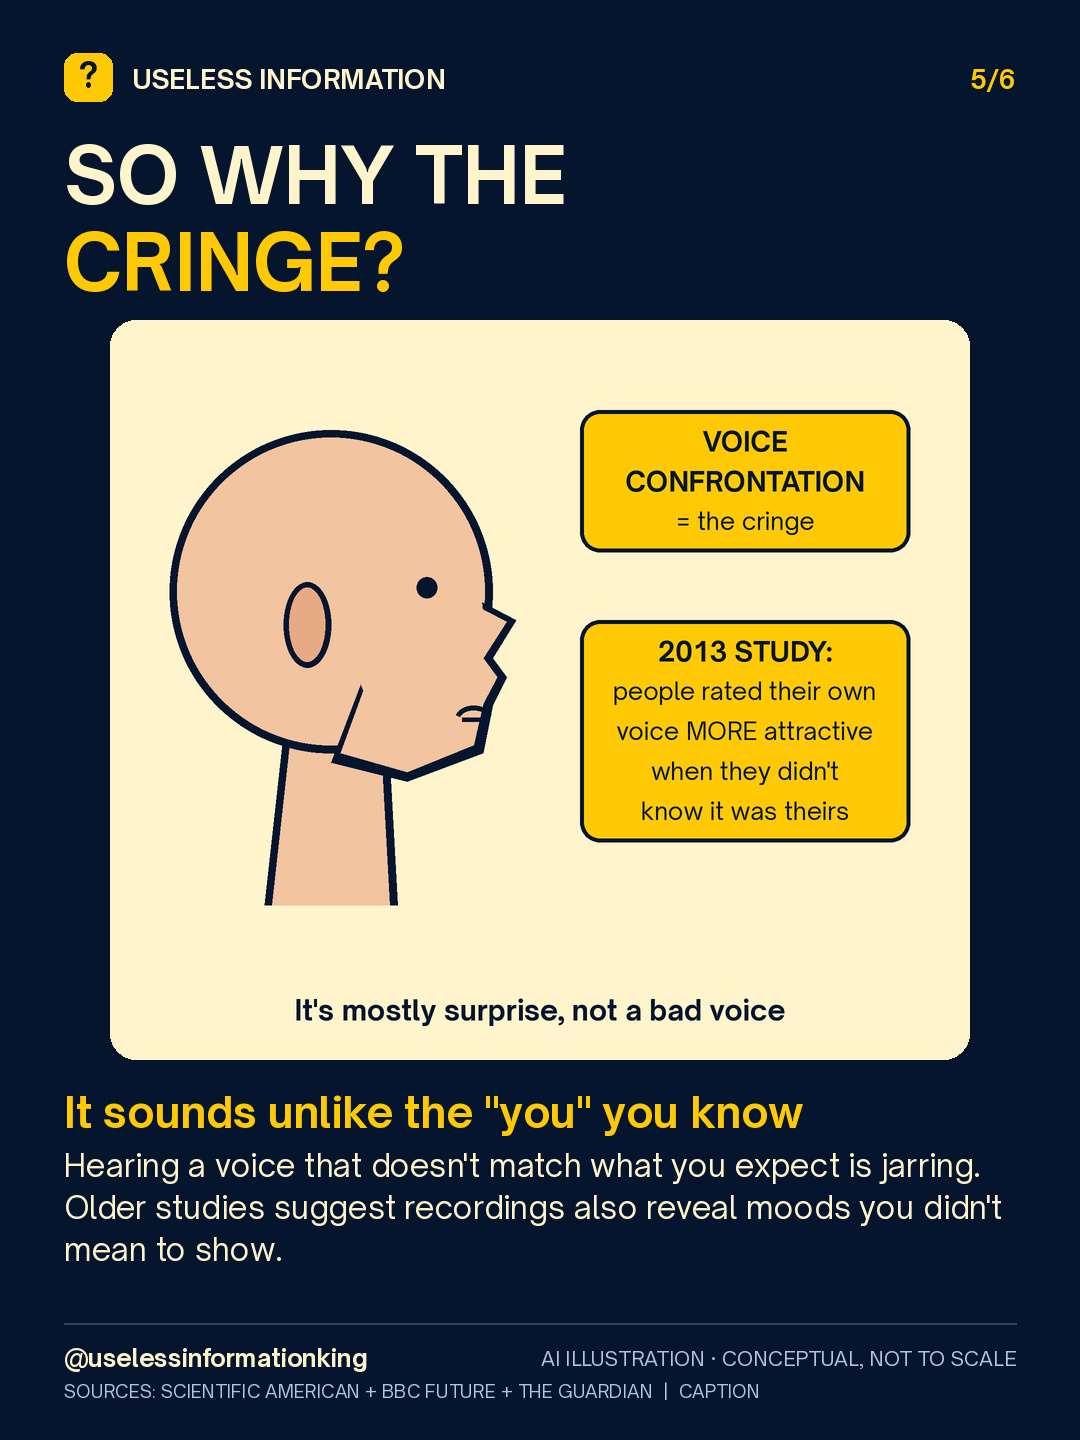 ?
USELESS INFORMATION
5/6
SO WHY THE
CRINGE?
VOICE
CONFRONTATION
= the cringe
2013 STUDY:
people rated their own
voice MORE attractive
when they didn't
know it was theirs
It's mostly surprise, not a bad voice
It sounds unlike the "you" you know
Hearing a voice that doesn't match what you expect is jarring.
Older studies suggest recordings also reveal moods you didn't
mean to show.
@uselessinformationking
AI ILLUSTRATION · CONCEPTUAL, NOT TO SCALE
SOURCES: SCIENTIFIC AMERICAN + BBC FUTURE + THE GUARDIAN | CAPTION